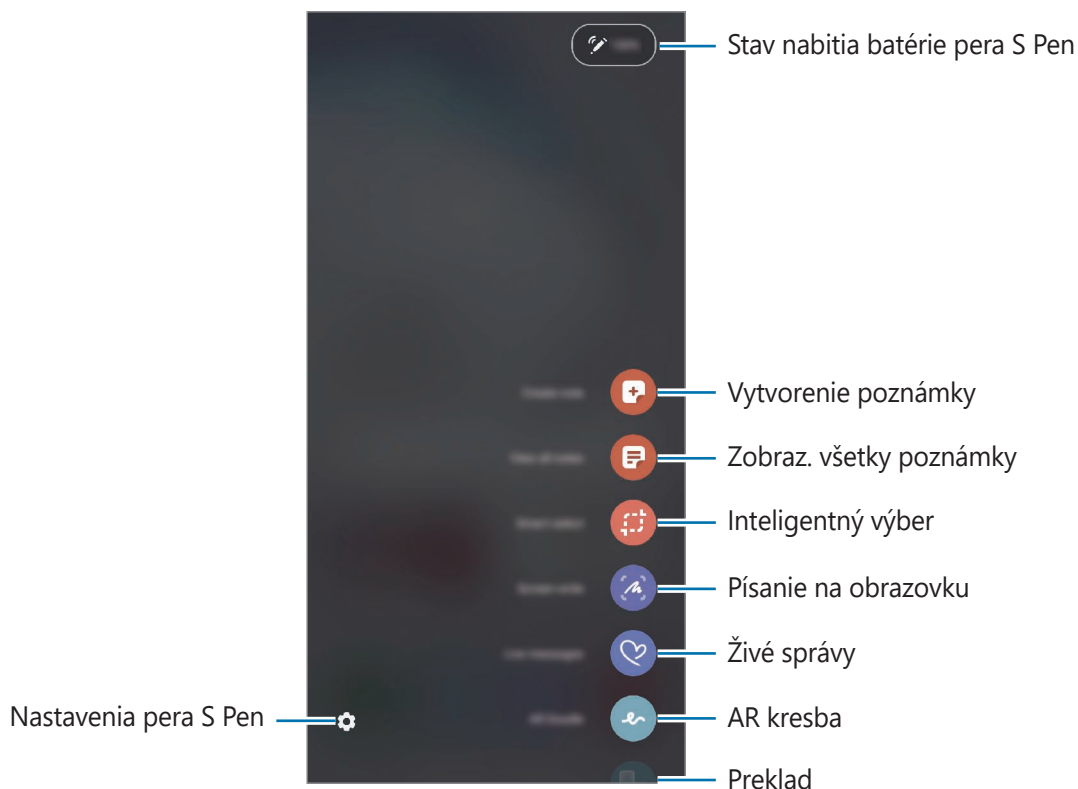 Stav nabitia batérie pera S Pen
Vytvorenie poznámky
Zobraz. všetky poznámky
Inteligentný výber
Písanie na obrazovku
Živé správy
Nastavenia pera S Pen
AR kresba
Preklad